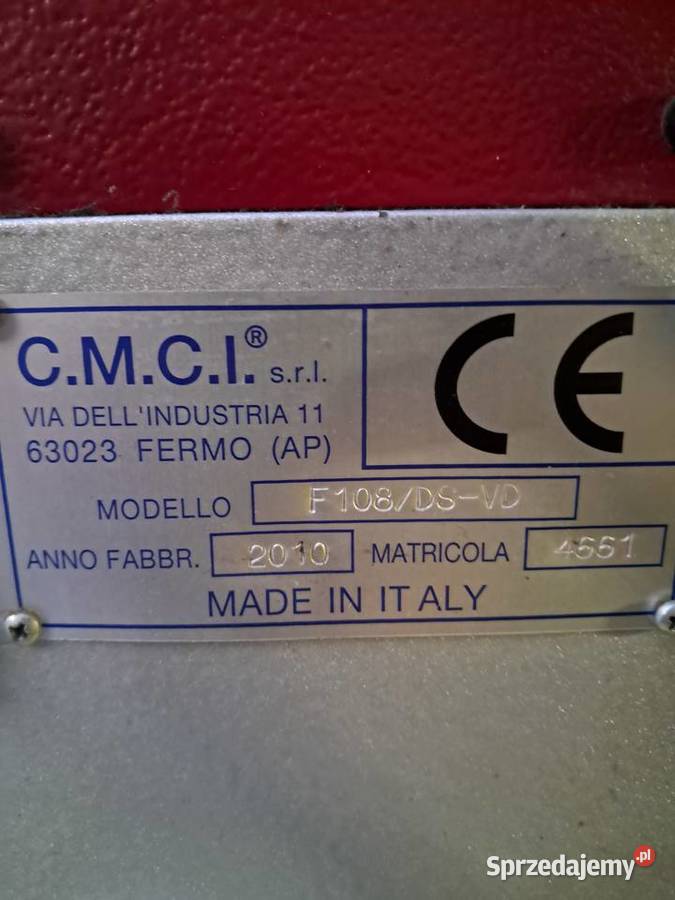 C.M.C.I.® s.r.l.
VIA DELL'INDUSTRIA 11
63023 FERMO (AP)
CE
MODELLO F108/DS-VD
ANNO FABBR. 2010 MATRICOLA 4661
MADE IN ITALY
Sprzedajemy.pl